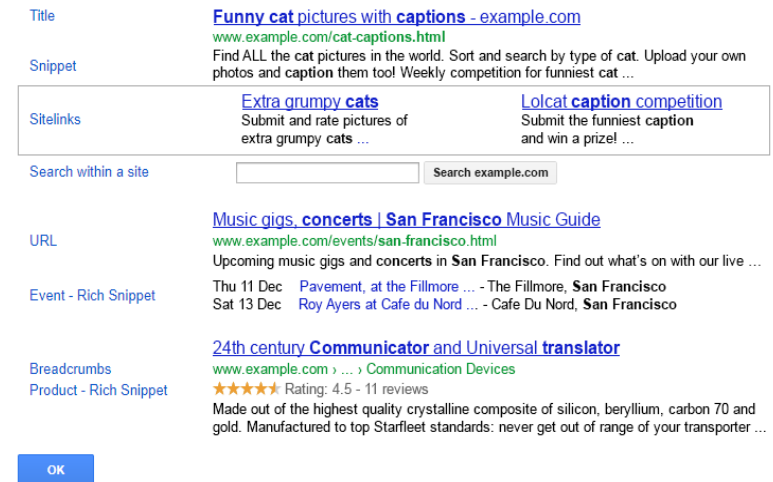 Title
Funny cat pictures with captions - example.com
www.example.com/cat-captions.html
Snippet
Find ALL the cat pictures in the world. Sort and search by type of cat. Upload your own
photos and caption them too! Weekly competition for funniest cat ...
Sitelinks
Extra grumpy cats
Submit and rate pictures of
extra grumpy cats ...
Lolcat caption competition
Submit the funniest caption
and win a prize! ...
Search within a site
Search example.com
Music gigs, concerts | San Francisco Music Guide
URL
www.example.com/events/san-francisco.html
Upcoming music gigs and concerts in San Francisco. Find out what's on with our live ...
Event - Rich Snippet
Thu 11 Dec Pavement, at the Fillmore ... - The Fillmore, San Francisco
Sat 13 Dec Roy Ayers at Cafe du Nord ... - Cafe Du Nord, San Francisco
24th century Communicator and Universal translator
Breadcrumbs
www.example.com › ... › Communication Devices
Product - Rich Snippet
Rating: 4.5 - 11 reviews
Made out of the highest quality crystalline composite of silicon, beryllium, carbon 70 and
gold. Manufactured to top Starfleet standards: never get out of range of your transporter ...
OK